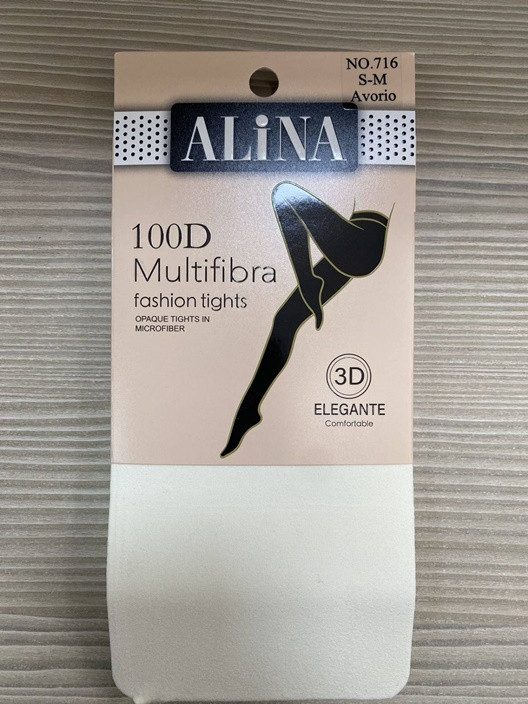 NO.716
S-M
Avorio
ALiNA
100D
Multifibra
fashion tights
OPAQUE TIGHTS IN
MICROFIBER
3D
ELEGANTE
Comfortable